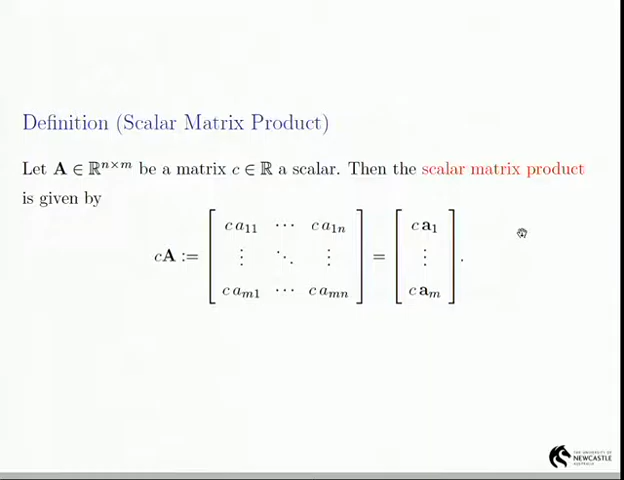 Definition (Scalar Matrix Product)
Let A ∈ ℝⁿˣᵐ be a matrix c ∈ ℝ a scalar. Then the scalar matrix product
is given by
c a₁₁ ⋯ c a₁ₙ c a₁
cA := ⋮ ⋱ ⋮ = ⋮ .
c aₘ₁ ⋯ c aₘₙ c aₘ
THE UNIVERSITY OF
NEWCASTLE
AUSTRALIA